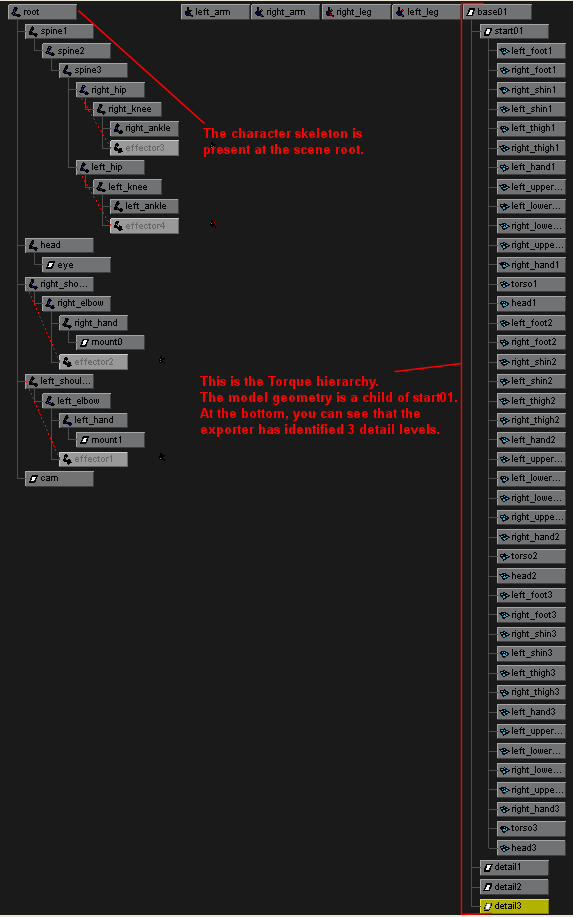 root
spine1
spine2
spine3
right_hip
right_knee
right_ankle
effector3
left_hip
left_knee
left_ankle
effector4
head
eye
right_sho...
right_elbow
right_hand
mount0
effector2
left_shoul...
left_elbow
left_hand
mount1
effector1
cam
left_arm
right_arm
right_leg
left_leg
The character skeleton is
present at the scene root.
This is the Torque hierarchy.
The model geometry is a child of start01.
At the bottom, you can see that the
exporter has identified 3 detail levels.
base01
start01
left_foot1
right_foot1
right_shin1
left_shin1
left_thigh1
right_thigh1
left_hand1
left_upper...
left_lower...
right_lowe...
right_uppe...
right_hand1
torso1
head1
left_foot2
right_foot2
right_shin2
left_shin2
left_thigh2
right_thigh2
left_hand2
left_upper...
left_lower...
right_lowe...
right_uppe...
right_hand2
torso2
head2
left_foot3
right_foot3
right_shin3
left_shin3
left_thigh3
right_thigh3
left_hand3
left_upper...
left_lower...
right_lowe...
right_uppe...
right_hand3
torso3
head3
detail1
detail2
detail3